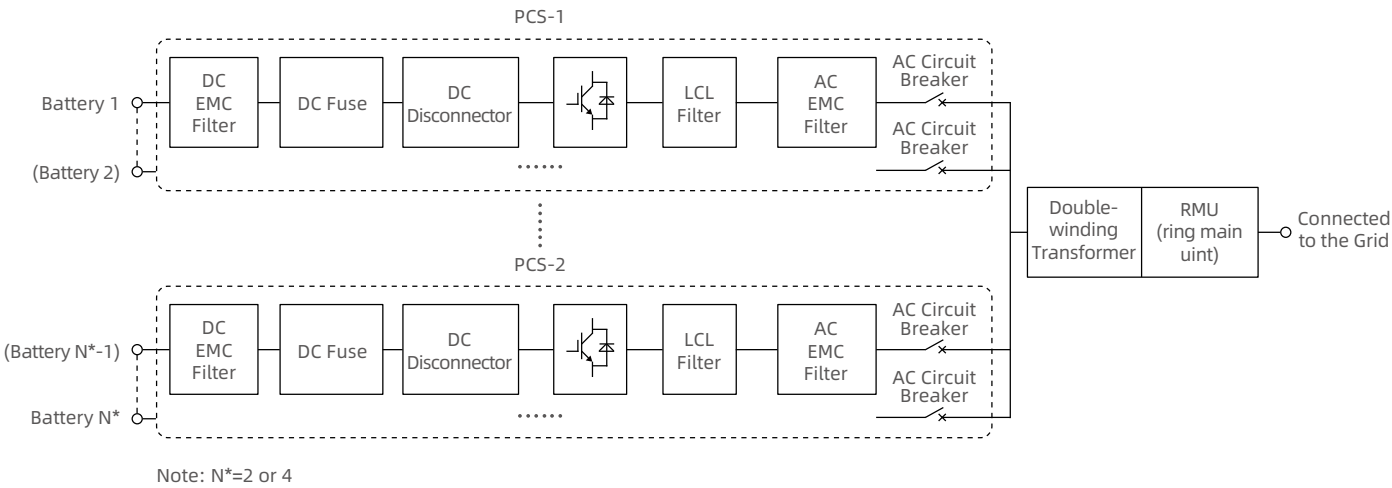 PCS-1
Battery 1
(Battery 2)
DC
EMC
Filter
DC Fuse
DC
Disconnector
LCL
Filter
AC
EMC
Filter
AC Circuit
Breaker
AC Circuit
Breaker
Double-
winding
Transformer
RMU
(ring main
uint)
Connected
to the Grid
PCS-2
(Battery N*-1)
Battery N*
DC
EMC
Filter
DC Fuse
DC
Disconnector
LCL
Filter
AC
EMC
Filter
AC Circuit
Breaker
AC Circuit
Breaker
Note: N*=2 or 4